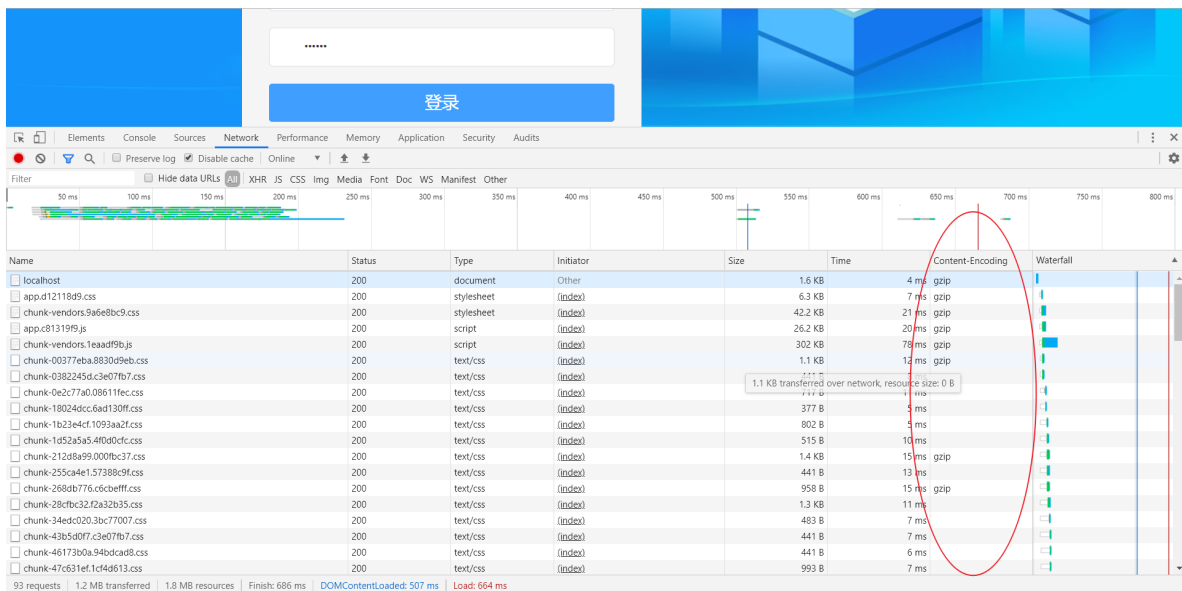 ••••••
登录
Elements Console Sources Network Performance Memory Application Security Audits
Preserve log Disable cache Online
Filter Hide data URLs All XHR JS CSS Img Media Font Doc WS Manifest Other
50 ms 100 ms 150 ms 200 ms 250 ms 300 ms 350 ms 400 ms 450 ms 500 ms 550 ms 600 ms 650 ms 700 ms 750 ms 800 ms
Name Status Type Initiator Size Time Content-Encoding Waterfall
localhost 200 document Other 1.6 KB 4 ms gzip
app.d12118d9.css 200 stylesheet (index) 6.3 KB 7 ms gzip
chunk-vendors.9a6e8bc9.css 200 stylesheet (index) 42.2 KB 21 ms gzip
app.c81319f9.js 200 script (index) 26.2 KB 20 ms gzip
chunk-vendors.1eaadf9b.js 200 script (index) 302 KB 78 ms gzip
chunk-00377eba.8830d9eb.css 200 text/css (index) 1.1 KB 12 ms gzip
chunk-0382245d.c3e07fb7.css 200 text/css (index) 441 B ms
1.1 KB transferred over network, resource size: 0 B
chunk-0e2c77a0.08611fec.css 200 text/css (index) 717 B ms
chunk-18024dcc.6ad130ff.css 200 text/css (index) 377 B 5 ms
chunk-1b23e4cf.1093aa2f.css 200 text/css (index) 802 B 5 ms
chunk-1d52a5a5.4f0d0cfc.css 200 text/css (index) 515 B 10 ms
chunk-212d8a99.000fbc37.css 200 text/css (index) 1.4 KB 15 ms gzip
chunk-255ca4e1.57388c9f.css 200 text/css (index) 441 B 13 ms
chunk-268db776.c6cbefff.css 200 text/css (index) 958 B 15 ms gzip
chunk-28cfbc32.f2a32b35.css 200 text/css (index) 1.3 KB 11 ms
chunk-34edc020.3bc77007.css 200 text/css (index) 483 B 7 ms
chunk-43b5d0f7.c3e07fb7.css 200 text/css (index) 441 B 7 ms
chunk-46173b0a.94bdcad8.css 200 text/css (index) 441 B 6 ms
chunk-47c631ef.1cf4d613.css 200 text/css (index) 993 B 7 ms
93 requests 1.2 MB transferred 1.8 MB resources Finish: 686 ms DOMContentLoaded: 507 ms Load: 664 ms